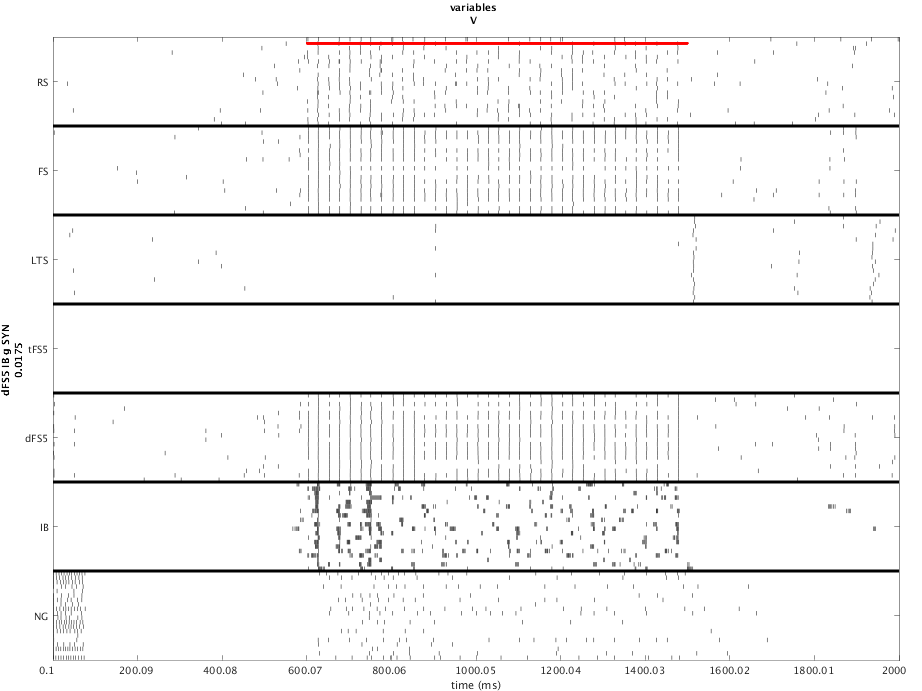 variables
V
RS
FS
LTS
tFS5
dFS5
IB
NG
dFS5 IB g SYN
0.0175
0.1 200.09 400.08 600.07 800.06 1000.05 1200.04 1400.03 1600.02 1800.01 2000
time (ms)